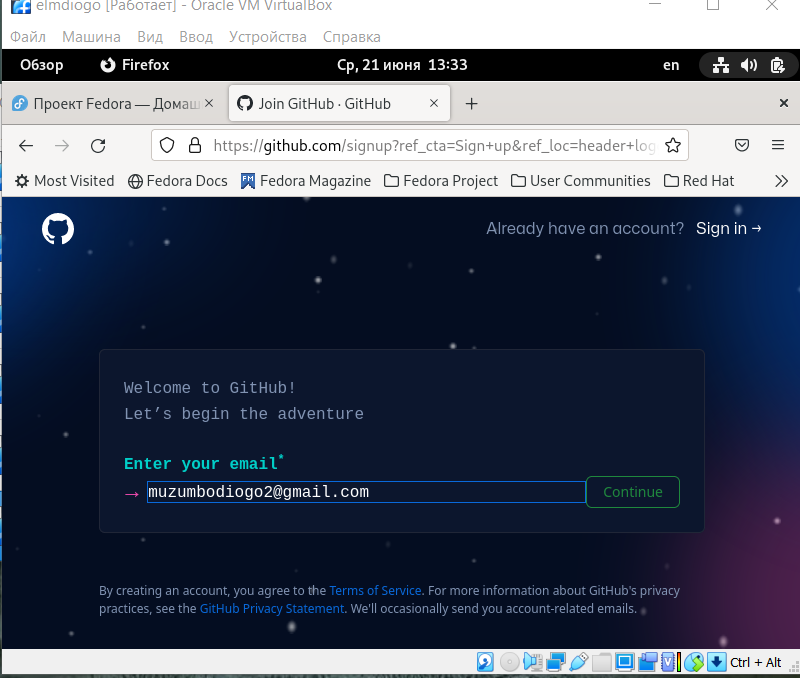 elmdiogo [Работает] - Oracle VM VirtualBox
Файл Машина Вид Ввод Устройства Справка
Обзор Firefox Ср, 21 июня 13:33 en
Проект Fedora — Домаш × Join GitHub · GitHub × + ×
https://github.com/signup?ref_cta=Sign+up&ref_loc=header+log
Most Visited Fedora Docs Fedora Magazine Fedora Project User Communities Red Hat >>
Already have an account? Sign in →
Welcome to GitHub!
Let's begin the adventure
Enter your email*
→ muzumbodiogo2@gmail.com Continue
By creating an account, you agree to the Terms of Service. For more information about GitHub's privacy
practices, see the GitHub Privacy Statement. We'll occasionally send you account-related emails.
Ctrl + Alt